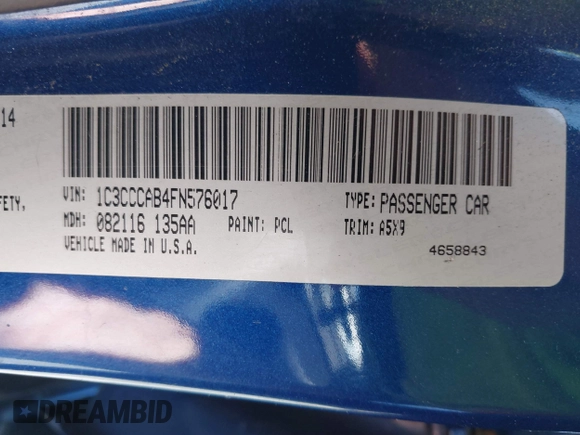 14
VIN: 1C3CCCAB4FN576017
TYPE: PASSENGER CAR
FETY,
MDH: 082116 135AA
PAINT: PCL
TRIM: A5X9
VEHICLE MADE IN U.S.A.
4658843
DREAMBID